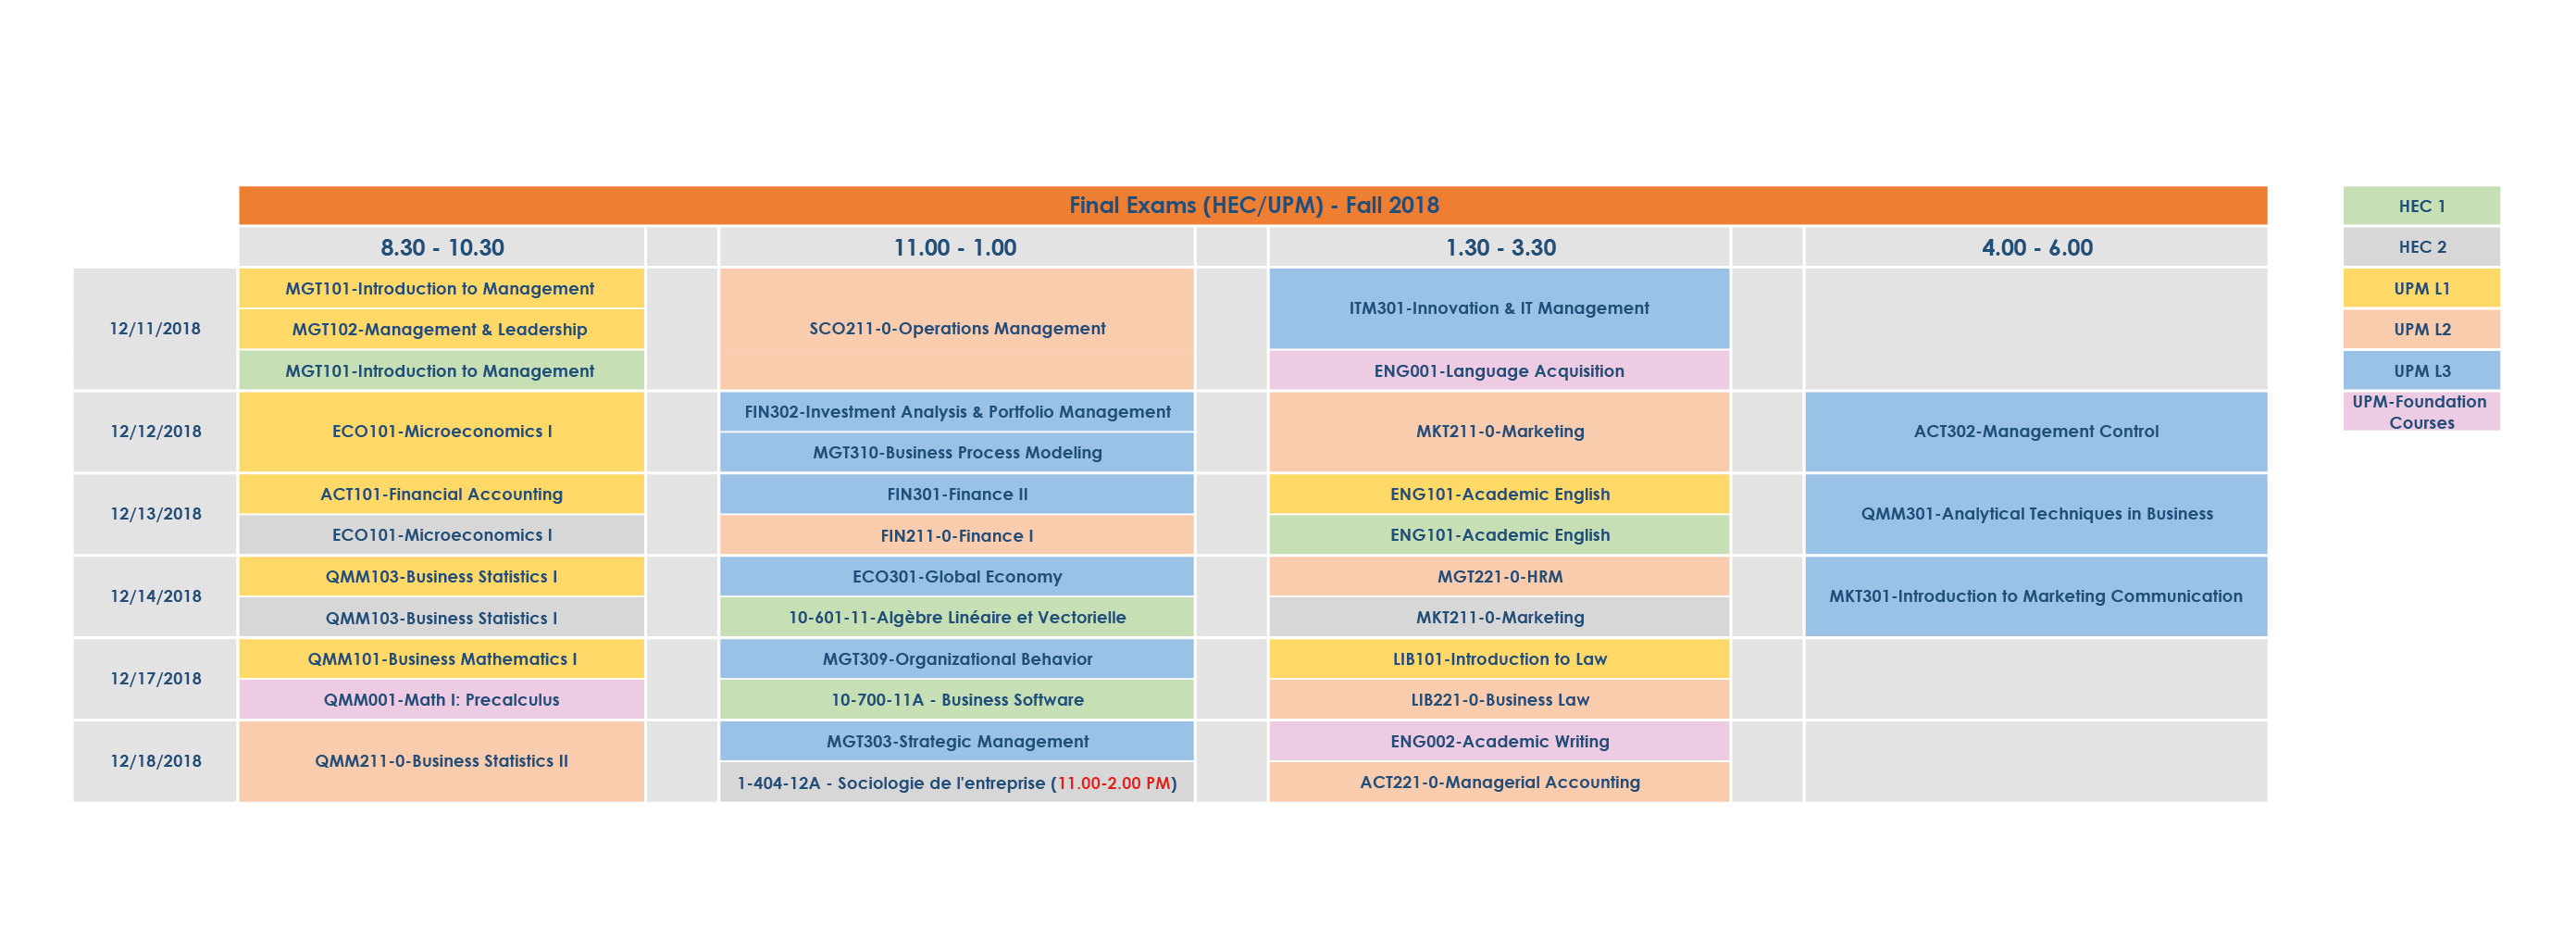 Final Exams (HEC/UPM) - Fall 2018
8.30 - 10.30
11.00 - 1.00
1.30 - 3.30
4.00 - 6.00
12/11/2018
MGT101-Introduction to Management
MGT102-Management & Leadership
MGT101-Introduction to Management
SCO211-0-Operations Management
ITM301-Innovation & IT Management
ENG001-Language Acquisition
12/12/2018
ECO101-Microeconomics I
FIN302-Investment Analysis & Portfolio Management
MGT310-Business Process Modeling
MKT211-0-Marketing
ACT302-Management Control
12/13/2018
ACT101-Financial Accounting
ECO101-Microeconomics I
FIN301-Finance II
FIN211-0-Finance I
ENG101-Academic English
ENG101-Academic English
QMM301-Analytical Techniques in Business
12/14/2018
QMM103-Business Statistics I
QMM103-Business Statistics I
ECO301-Global Economy
10-601-11-Algèbre Linéaire et Vectorielle
MGT221-0-HRM
MKT211-0-Marketing
MKT301-Introduction to Marketing Communication
12/17/2018
QMM101-Business Mathematics I
QMM001-Math I: Precalculus
MGT309-Organizational Behavior
10-700-11A - Business Software
LIB101-Introduction to Law
LIB221-0-Business Law
12/18/2018
QMM211-0-Business Statistics II
MGT303-Strategic Management
1-404-12A - Sociologie de l'entreprise (11.00-2.00 PM)
ENG002-Academic Writing
ACT221-0-Managerial Accounting
HEC 1
HEC 2
UPM L1
UPM L2
UPM L3
UPM-Foundation
Courses